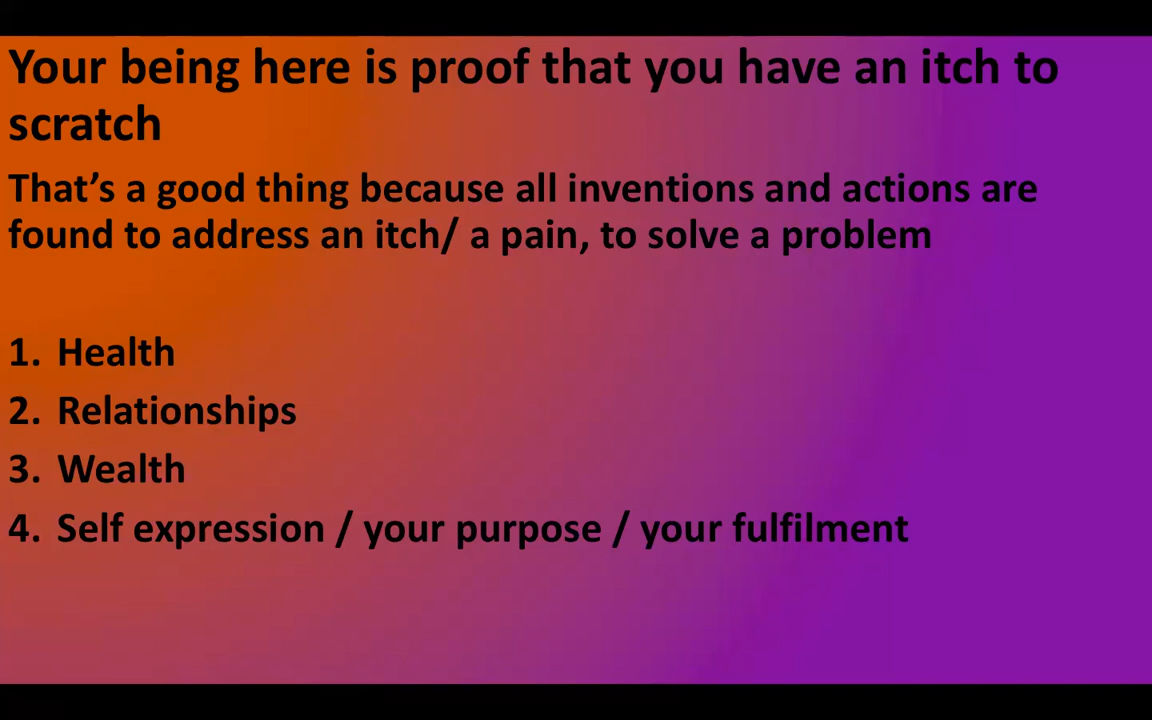 Your being here is proof that you have an itch to
scratch
That’s a good thing because all inventions and actions are
found to address an itch/ a pain, to solve a problem
1. Health
2. Relationships
3. Wealth
4. Self expression / your purpose / your fulfilment